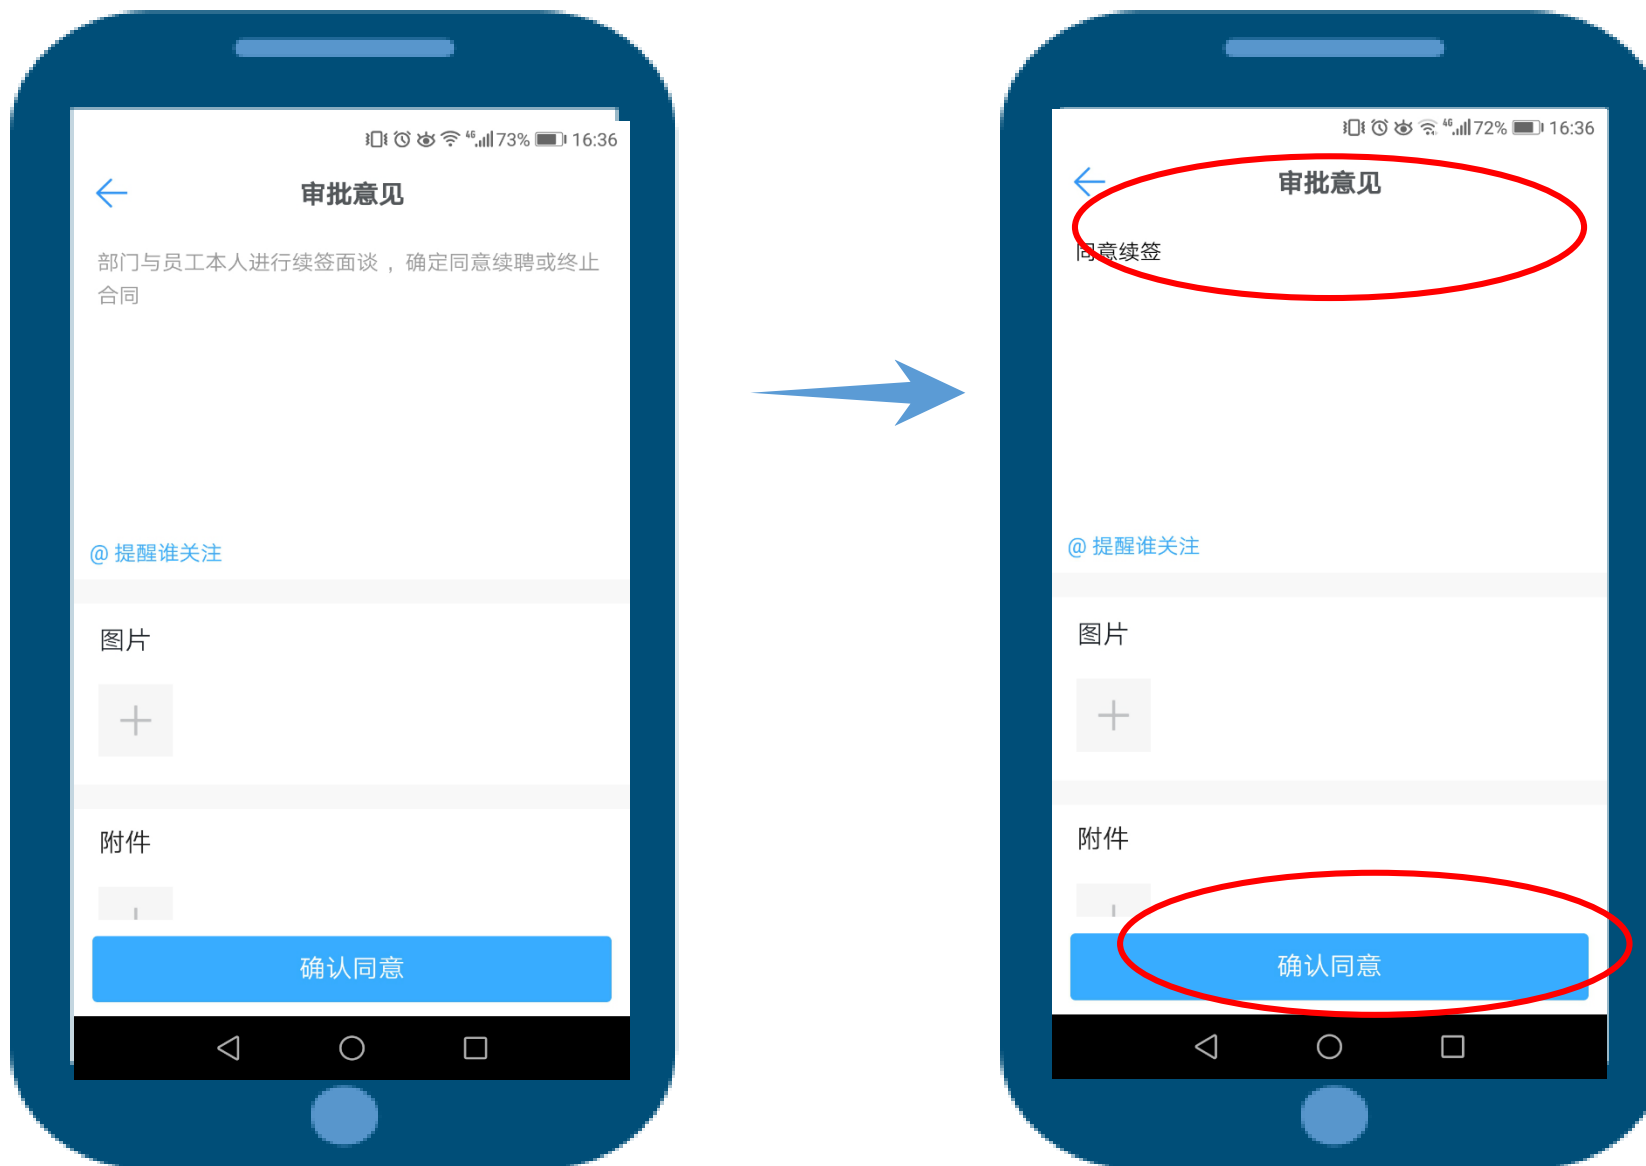 4G 73% 16:36
审批意见
部门与员工本人进行续签面谈，确定同意续聘或终止
合同
@ 提醒谁关注
图片
附件
确认同意
4G 72% 16:36
审批意见
同意续签
@ 提醒谁关注
图片
附件
确认同意